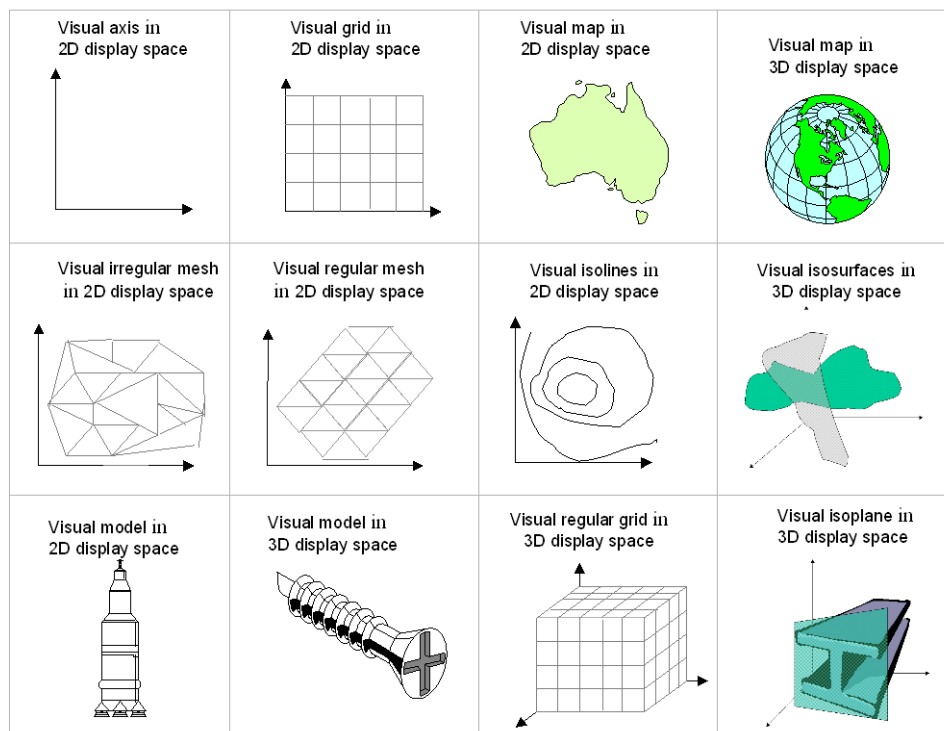 Visual axis in
2D display space
Visual grid in
2D display space
Visual map in
2D display space
Visual map in
3D display space
Visual irregular mesh
in 2D display space
Visual regular mesh
in 2D display space
Visual isolines in
2D display space
Visual isosurfaces in
3D display space
Visual model in
2D display space
Visual model in
3D display space
Visual regular grid in
3D display space
Visual isoplane in
3D display space